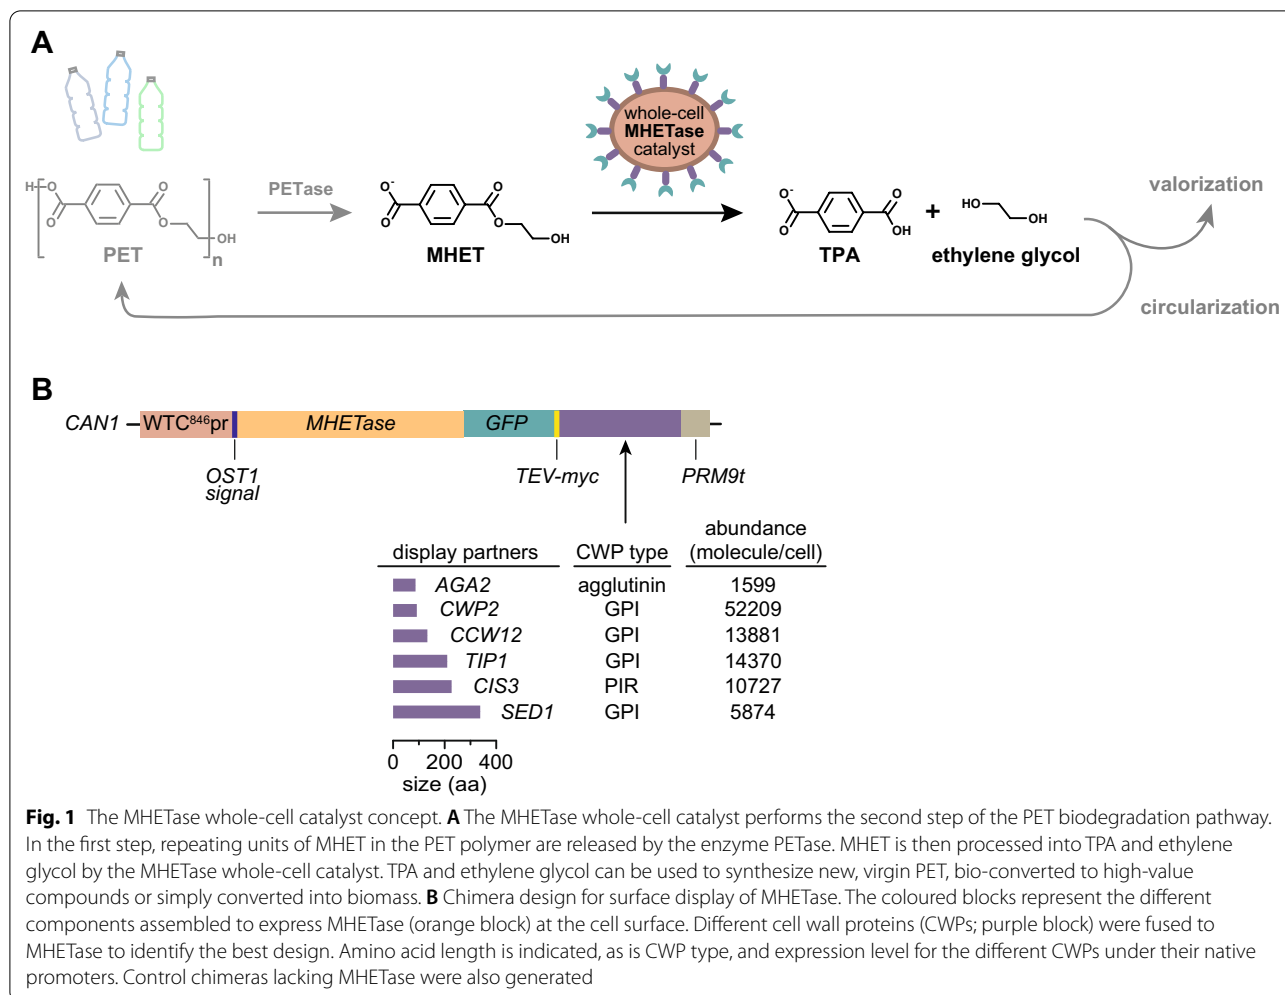 A
whole-cell
MHETase
catalyst
H
O
O
O
O
OH
n
PET
PETase
O-
O
O
O
OH
MHET
O-
O
O
OH
TPA
+
HO
OH
ethylene glycol
valorization
circularization
B
CAN1
WTC846pr
MHETase
GFP
OST1
signal
TEV-myc
PRM9t
display partners CWP type abundance
(molecule/cell)
AGA2 agglutinin 1599
CWP2 GPI 52209
CCW12 GPI 13881
TIP1 GPI 14370
CIS3 PIR 10727
SED1 GPI 5874
0 200 400
size (aa)
Fig. 1 The MHETase whole-cell catalyst concept. A The MHETase whole-cell catalyst performs the second step of the PET biodegradation pathway.
In the first step, repeating units of MHET in the PET polymer are released by the enzyme PETase. MHET is then processed into TPA and ethylene
glycol by the MHETase whole-cell catalyst. TPA and ethylene glycol can be used to synthesize new, virgin PET, bio-converted to high-value
compounds or simply converted into biomass. B Chimera design for surface display of MHETase. The coloured blocks represent the different
components assembled to express MHETase (orange block) at the cell surface. Different cell wall proteins (CWPs; purple block) were fused to
MHETase to identify the best design. Amino acid length is indicated, as is CWP type, and expression level for the different CWPs under their native
promoters. Control chimeras lacking MHETase were also generated